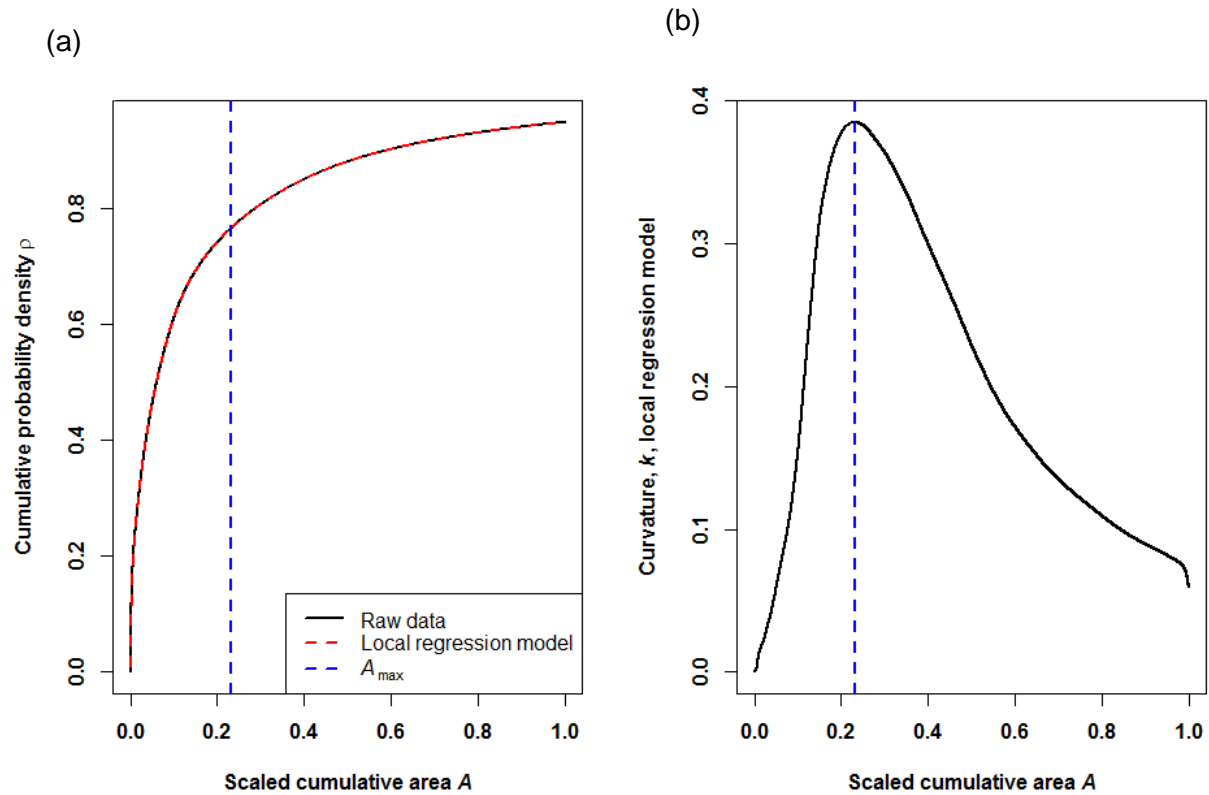 (a)
Cumulative probability density ρ
0.0 0.2 0.4 0.6 0.8
Raw data
Local regression model
A max
0.0 0.2 0.4 0.6 0.8 1.0
Scaled cumulative area A
(b)
Curvature, k, local regression model
0.0 0.1 0.2 0.3 0.4
0.0 0.2 0.4 0.6 0.8 1.0
Scaled cumulative area A